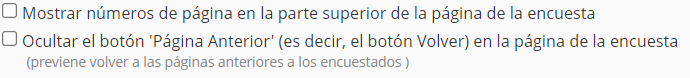 Mostrar números de página en la parte superior de la página de la encuesta
Ocultar el botón 'Página Anterior' (es decir, el botón Volver) en la página de la encuesta
(previene volver a las páginas anteriores a los encuestados )